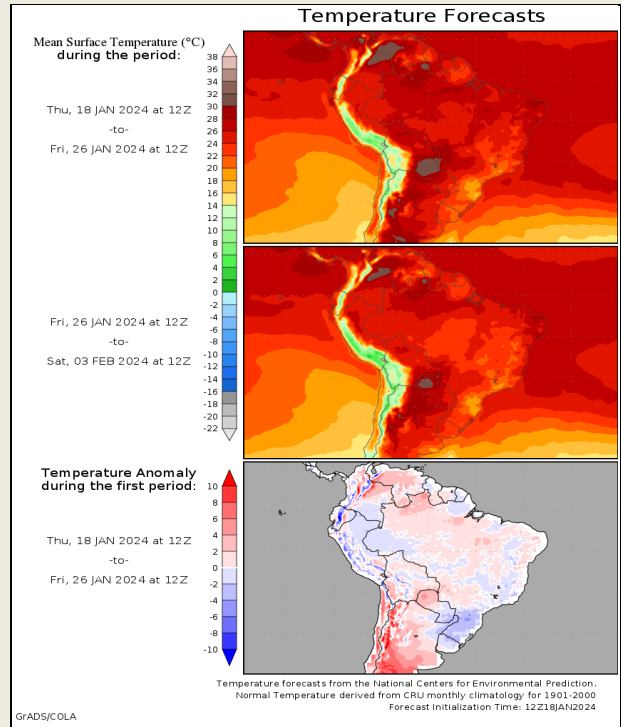 Temperature Forecasts
Mean Surface Temperature (°C)
during the period:
Thu, 18 JAN 2024 at 12Z
-to-
Fri, 26 JAN 2024 at 12Z
38
36
34
32
30
28
26
24
22
20
18
16
14
12
10
8
6
4
2
0
-2
-4
-6
-8
-10
-12
-14
-16
-18
-20
-22
Fri, 26 JAN 2024 at 12Z
-to-
Sat, 03 FEB 2024 at 12Z
Temperature Anomaly
during the first period:
Thu, 18 JAN 2024 at 12Z
-to-
Fri, 26 JAN 2024 at 12Z
10
8
6
4
2
0
-2
-4
-6
-8
-10
Temperature forecasts from the National Centers for Environmental Prediction.
Normal Temperature derived from CRU monthly climatology for 1901-2000
Forecast Initialization Time: 12Z18JAN2024
GrADS/COLA